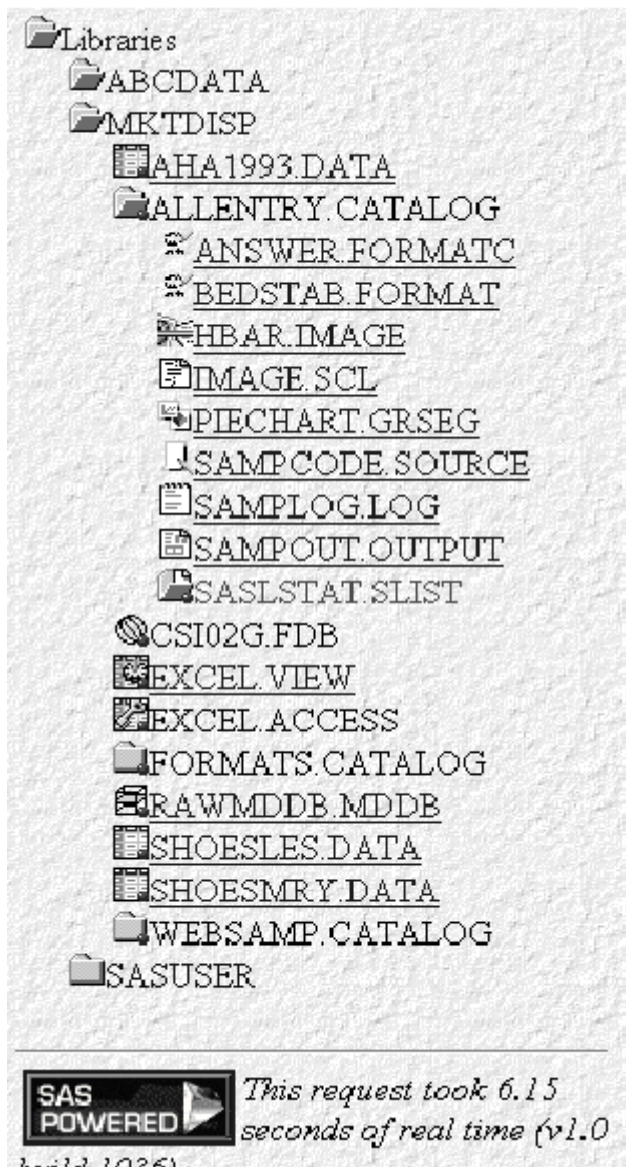 Libraries
ABCDATA
MKTDISP
AHA1993.DATA
ALLENTRY.CATALOG
ANSWER.FORMATC
BEDSTAB.FORMAT
HBAR.IMAGE
IMAGE.SCL
PIECHART.GRSEG
SAMPCODE.SOURCE
SAMPLOG.LOG
SAMPOUT.OUTPUT
SASLSTAT.SLIST
CSI02G.FDB
EXCEL.VIEW
EXCEL.ACCESS
FORMATS.CATALOG
RAWMDDB.MDDB
SHOESLES.DATA
SHOESMRY.DATA
WEBSAMP.CATALOG
SASUSER
SAS
POWERED
This request took 6.15
seconds of real time (v1.0
build 1936)